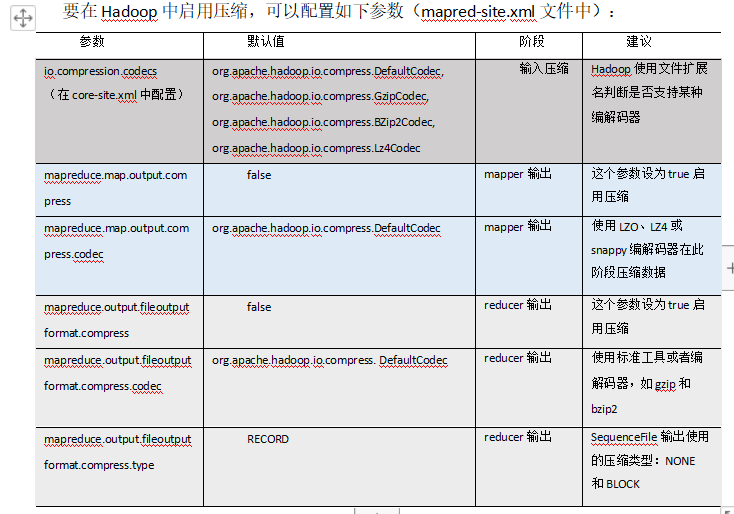 要在 Hadoop 中启用压缩，可以配置如下参数（mapred-site.xml 文件中）：
参数 默认值 阶段 建议
io.compression.codecs
（在 core-site.xml 中配置）
org.apache.hadoop.io.compress.DefaultCodec,
org.apache.hadoop.io.compress.GzipCodec,
org.apache.hadoop.io.compress.BZip2Codec,
org.apache.hadoop.io.compress.Lz4Codec
输入压缩
Hadoop 使用文件扩展
名判断是否支持某种
编解码器
mapreduce.map.output.com
press
false
mapper 输出
这个参数设为 true 启
用压缩
mapreduce.map.output.com
press.codec
org.apache.hadoop.io.compress.DefaultCodec
mapper 输出
使用 LZO、LZ4 或
snappy 编解码器在此
阶段压缩数据
mapreduce.output.fileoutput
format.compress
false
reducer 输出
这个参数设为 true 启
用压缩
mapreduce.output.fileoutput
format.compress.codec
org.apache.hadoop.io.compress. DefaultCodec
reducer 输出
使用标准工具或者编
解码器，如 gzip 和
bzip2
mapreduce.output.fileoutput
format.compress.type
RECORD
reducer 输出
SequenceFile 输出使用
的压缩类型：NONE
和 BLOCK